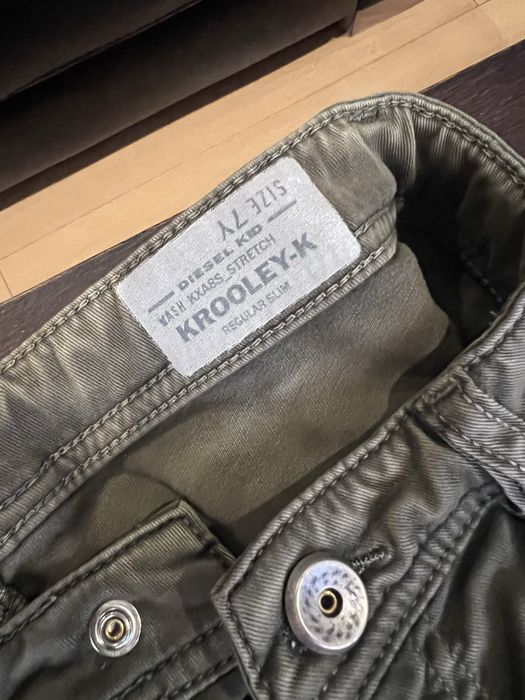 SIZE 7Y
DIESEL KID
WASH KXA8S STRETCH
KROOLEY-K
REGULAR SLIM